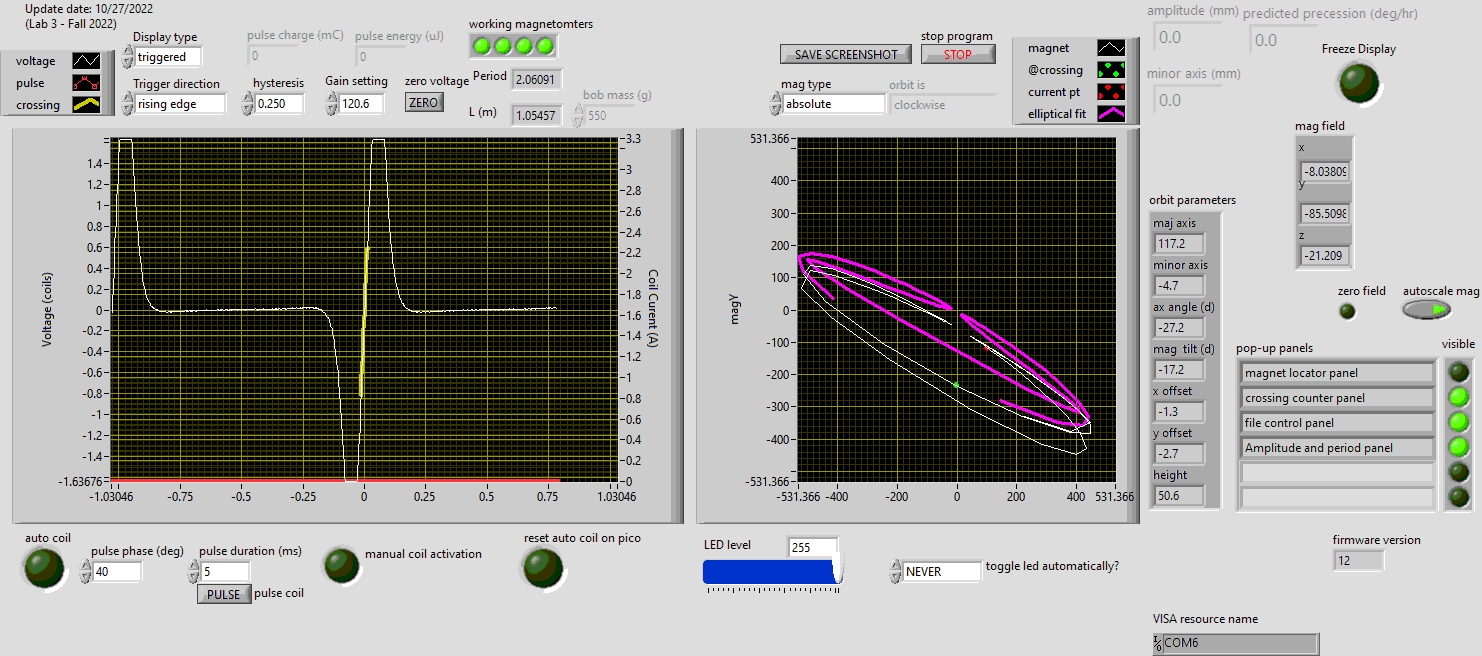 Update date: 10/27/2022
(Lab 3 - Fall 2022)
voltage
pulse
crossing
Display type
triggered
Trigger direction
rising edge
pulse charge (mC)
0
pulse energy (uJ)
0
hysteresis
0.250
Gain setting
120.6
zero voltage
ZERO
working magnetomters
Period
2.06091
L (m)
1.05457
bob mass (g)
550
SAVE SCREENSHOT
stop program
STOP
mag type
absolute
orbit is
clockwise
magnet
@crossing
current pt
elliptical fit
amplitude (mm)
0.0
predicted precession (deg/hr)
0.0
minor axis (mm)
0.0
Freeze Display
mag field
x
-8.03809
y
-85.5098
z
-21.209
Voltage (coils)
1.4
1.2
1
0.8
0.6
0.4
0.2
0
-0.2
-0.4
-0.6
-0.8
-1
-1.2
-1.4
-1.63676
-1.03046
-0.75
-0.5
-0.25
0
0.25
0.5
0.75
1.03046
3.3
3
2.8
2.6
2.4
2.2
2
1.8
1.6
1.4
1.2
1
0.8
0.6
0.4
0.2
0
Coil Current (A)
magy
531.366
400
300
200
100
0
-100
-200
-300
-400
-531.366
-531.366
-400
-200
0
200
400
531.366
orbit parameters
maj axis
117.2
minor axis
-4.7
ax angle (d)
-27.2
mag tilt (d)
-17.2
x offset
-1.3
y offset
-2.7
height
50.6
zero field
autoscale mag
pop-up panels
visible
magnet locator panel
crossing counter panel
file control panel
Amplitude and period panel
auto coil
pulse phase (deg)
40
pulse duration (ms)
5
PULSE
pulse coil
manual coil activation
reset auto coil on pico
LED level
255
NEVER
toggle led automatically?
firmware version
12
VISA resource name
COM6